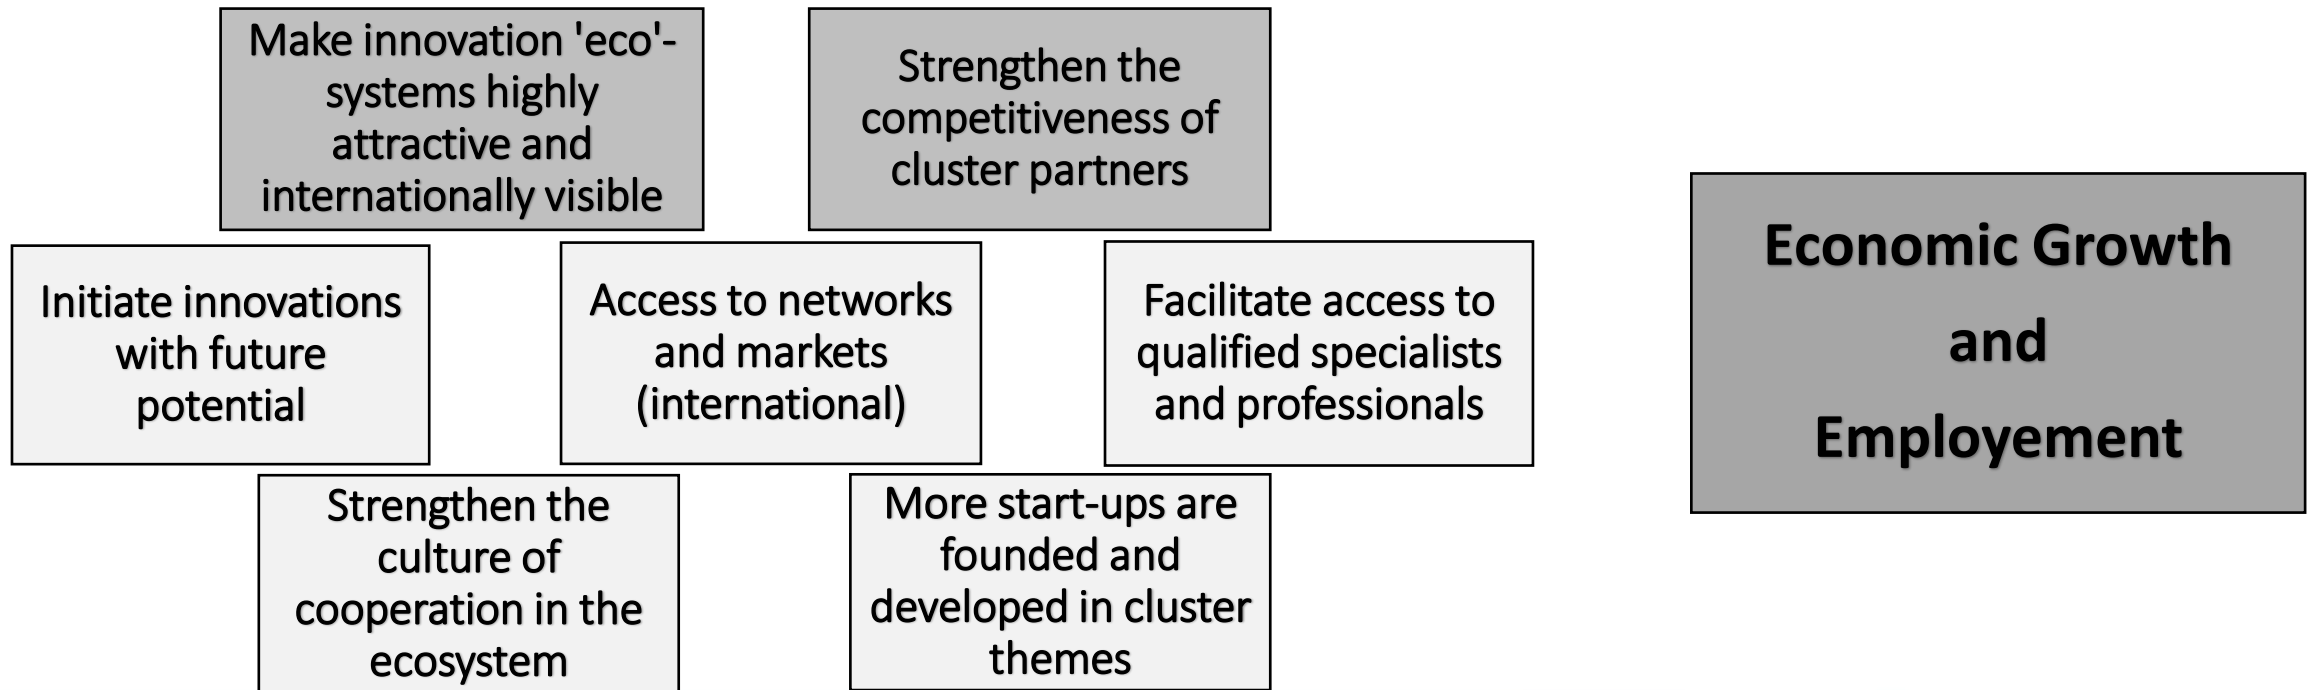 Make innovation 'eco'-
systems highly
attractive and
internationally visible
Strengthen the
competitiveness of
cluster partners
Initiate innovations
with future
potential
Access to networks
and markets
(international)
Facilitate access to
qualified specialists
and professionals
Strengthen the
culture of
cooperation in the
ecosystem
More start-ups are
founded and
developed in cluster
themes
Economic Growth
and
Employement